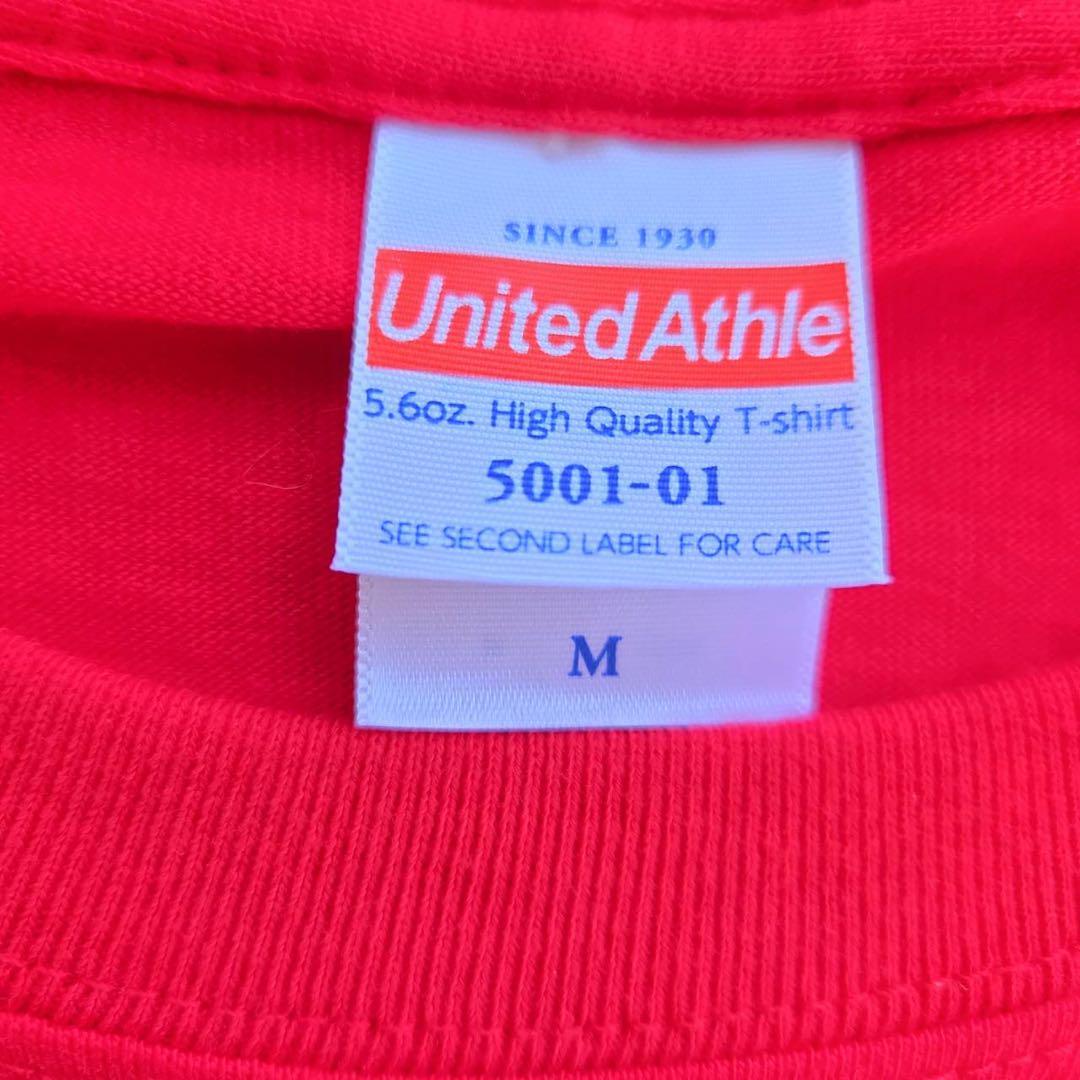 SINCE 1930
United Athle
5.6oz. High Quality T-shirt
5001-01
SEE SECOND LABEL FOR CARE
M